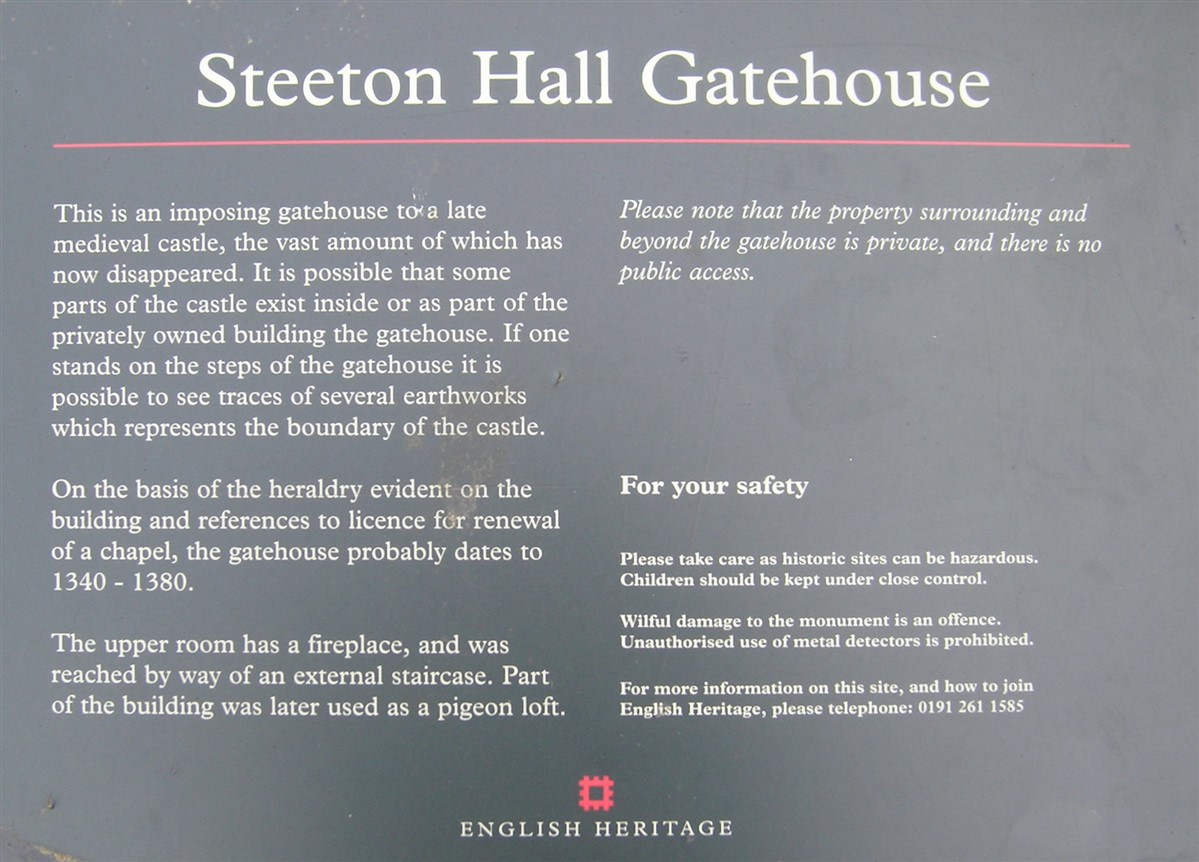 Steeton Hall Gatehouse
This is an imposing gatehouse to a late
medieval castle, the vast amount of which has
now disappeared. It is possible that some
parts of the castle exist inside or as part of the
privately owned building the gatehouse. If one
stands on the steps of the gatehouse it is
possible to see traces of several earthworks
which represents the boundary of the castle.
On the basis of the heraldry evident on the
building and references to licence for renewal
of a chapel, the gatehouse probably dates to
1340 - 1380.
The upper room has a fireplace, and was
reached by way of an external staircase. Part
of the building was later used as a pigeon loft.
Please note that the property surrounding and
beyond the gatehouse is private, and there is no
public access.
For your safety
Please take care as historic sites can be hazardous.
Children should be kept under close control.
Wilful damage to the monument is an offence.
Unauthorised use of metal detectors is prohibited.
For more information on this site, and how to join
English Heritage, please telephone: 0191 261 1585
ENGLISH HERITAGE